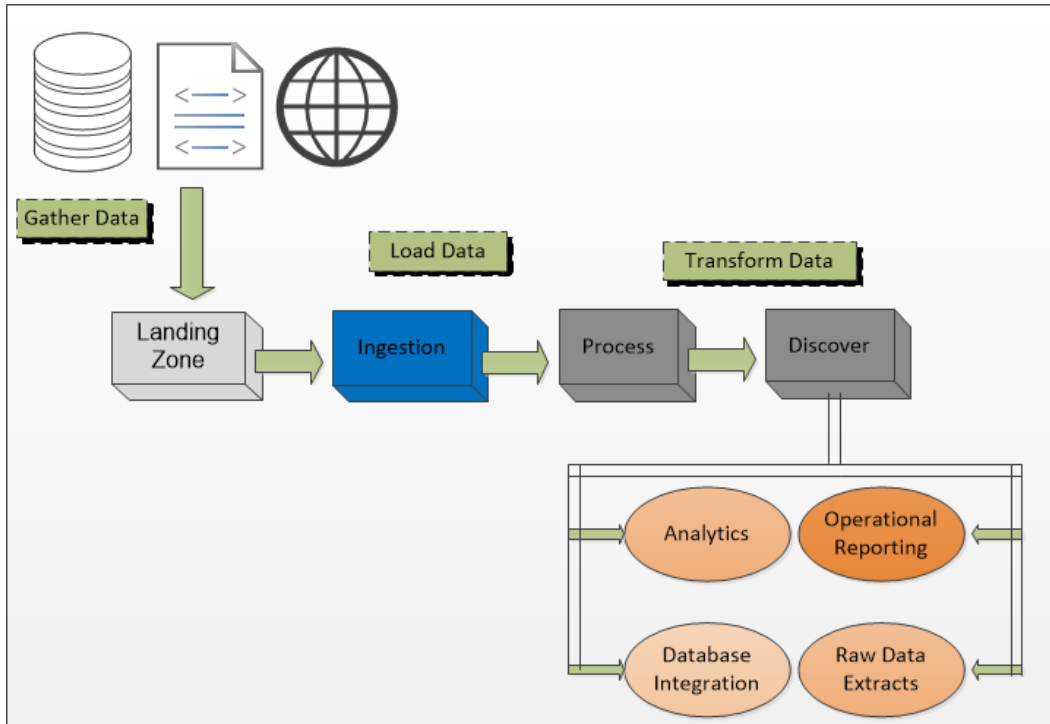 Gather Data
Load Data
Transform Data
Landing
Zone
Ingestion
Process
Discover
Analytics
Operational
Reporting
Database
Integration
Raw Data
Extracts